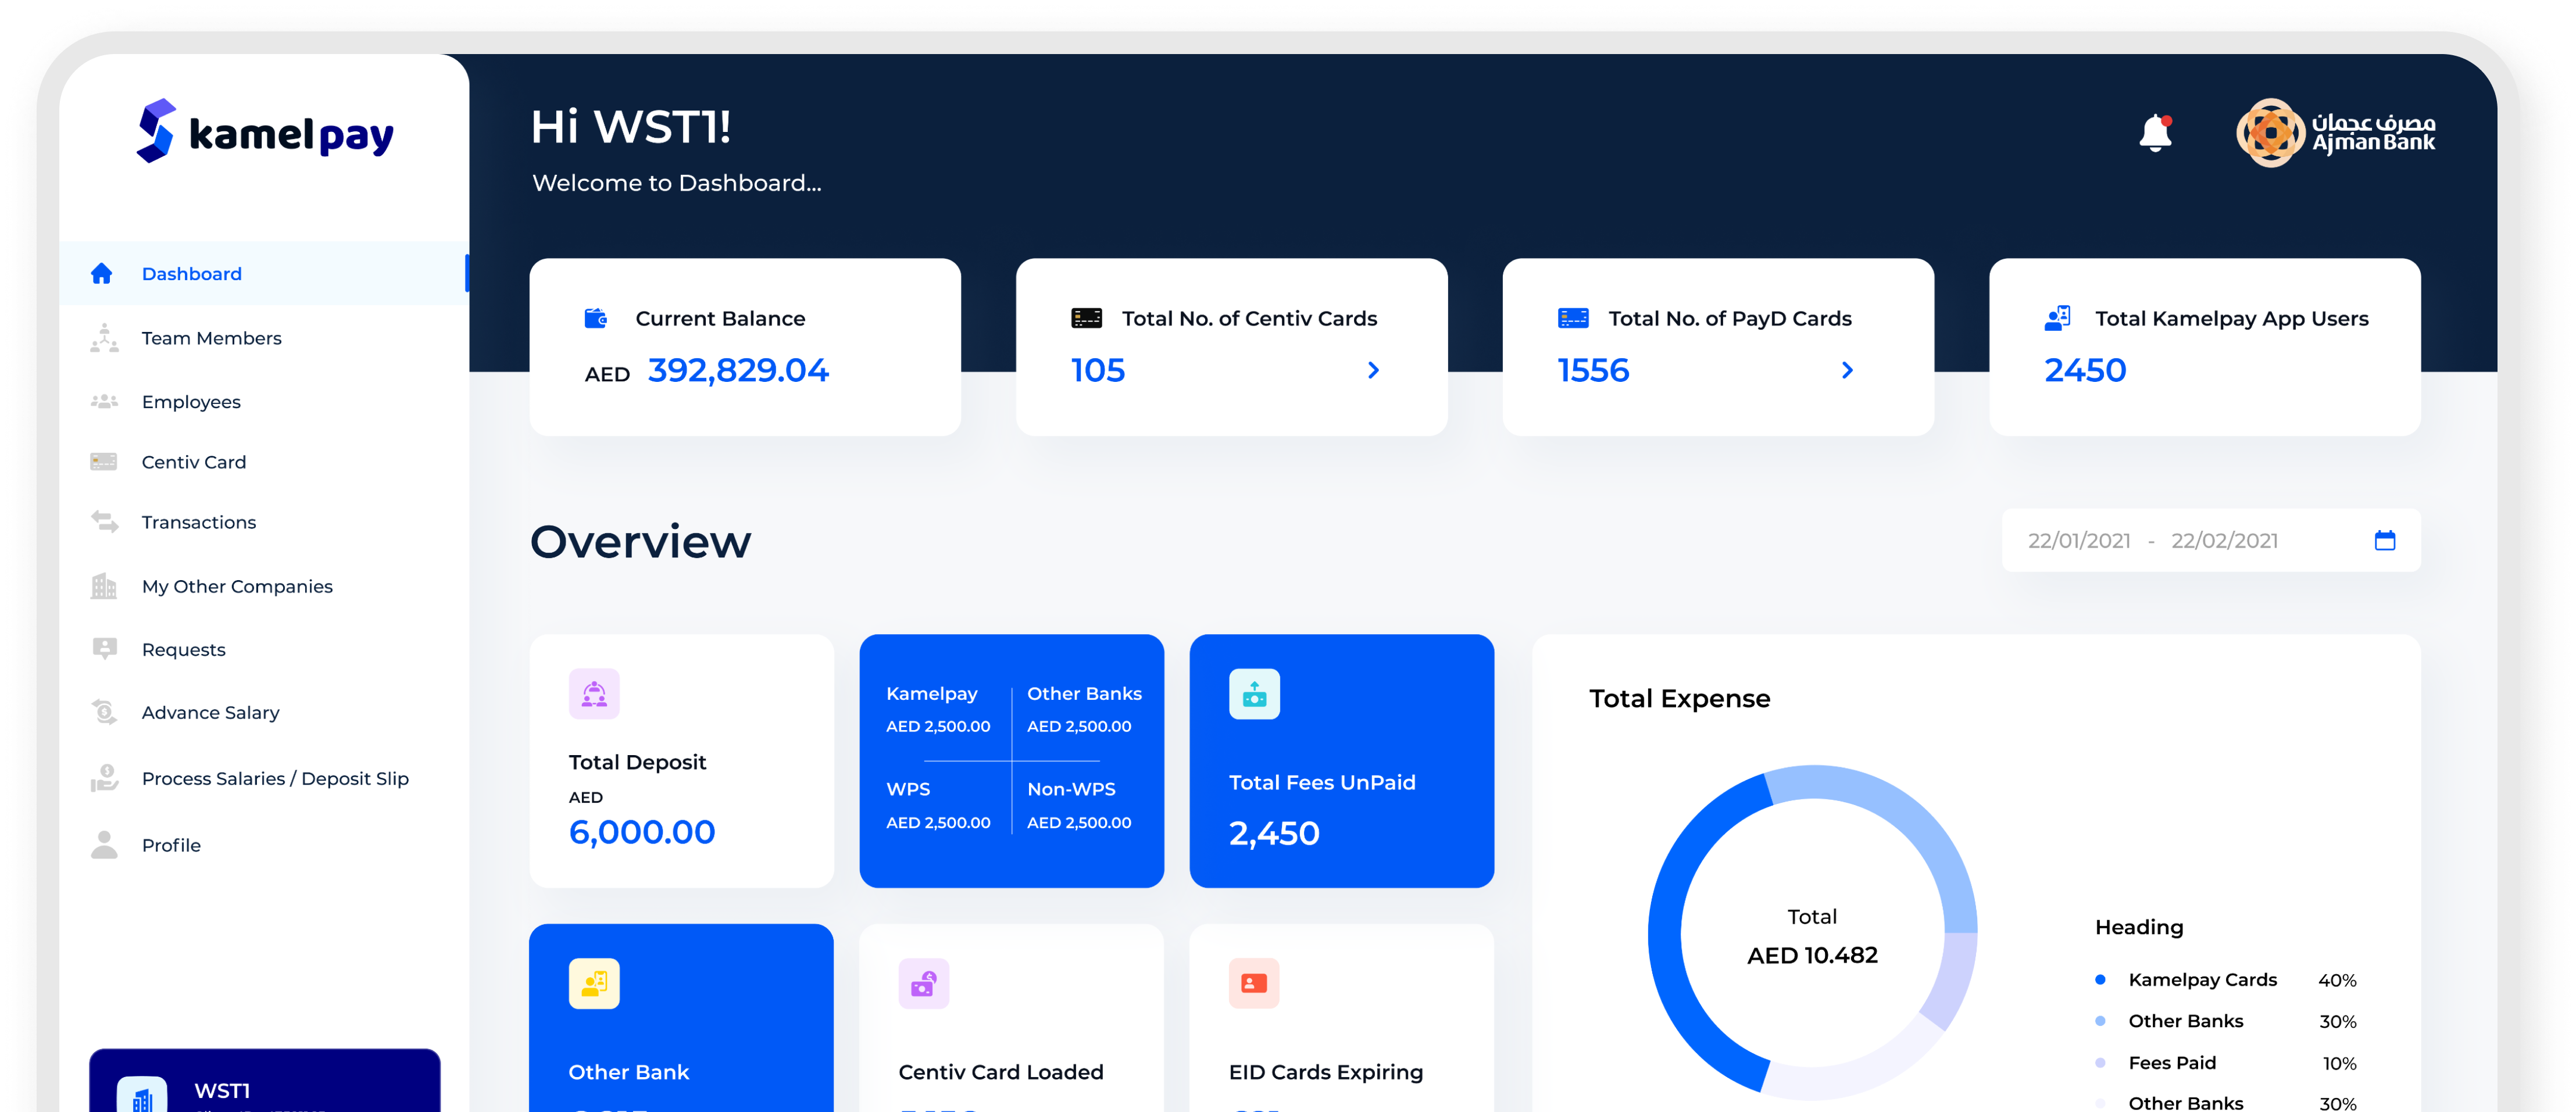 kamelpay
Dashboard
Team Members
Employees
Centiv Card
Transactions
My Other Companies
Requests
Advance Salary
Process Salaries / Deposit Slip
Profile
WST1
Hi WST1!
Welcome to Dashboard...
مصرف عجمان
Ajman Bank
Current Balance
AED 392,829.04
Total No. of Centiv Cards
105
Total No. of PayD Cards
1556
Total Kamelpay App Users
2450
Overview
22/01/2021 - 22/02/2021
Total Deposit
AED
6,000.00
Kamelpay
AED 2,500.00
Other Banks
AED 2,500.00
WPS
AED 2,500.00
Non-WPS
AED 2,500.00
Total Fees UnPaid
2,450
Other Bank
Centiv Card Loaded
EID Cards Expiring
Total Expense
Total
AED 10.482
Heading
Kamelpay Cards 40%
Other Banks 30%
Fees Paid 10%
Other Banks 30%